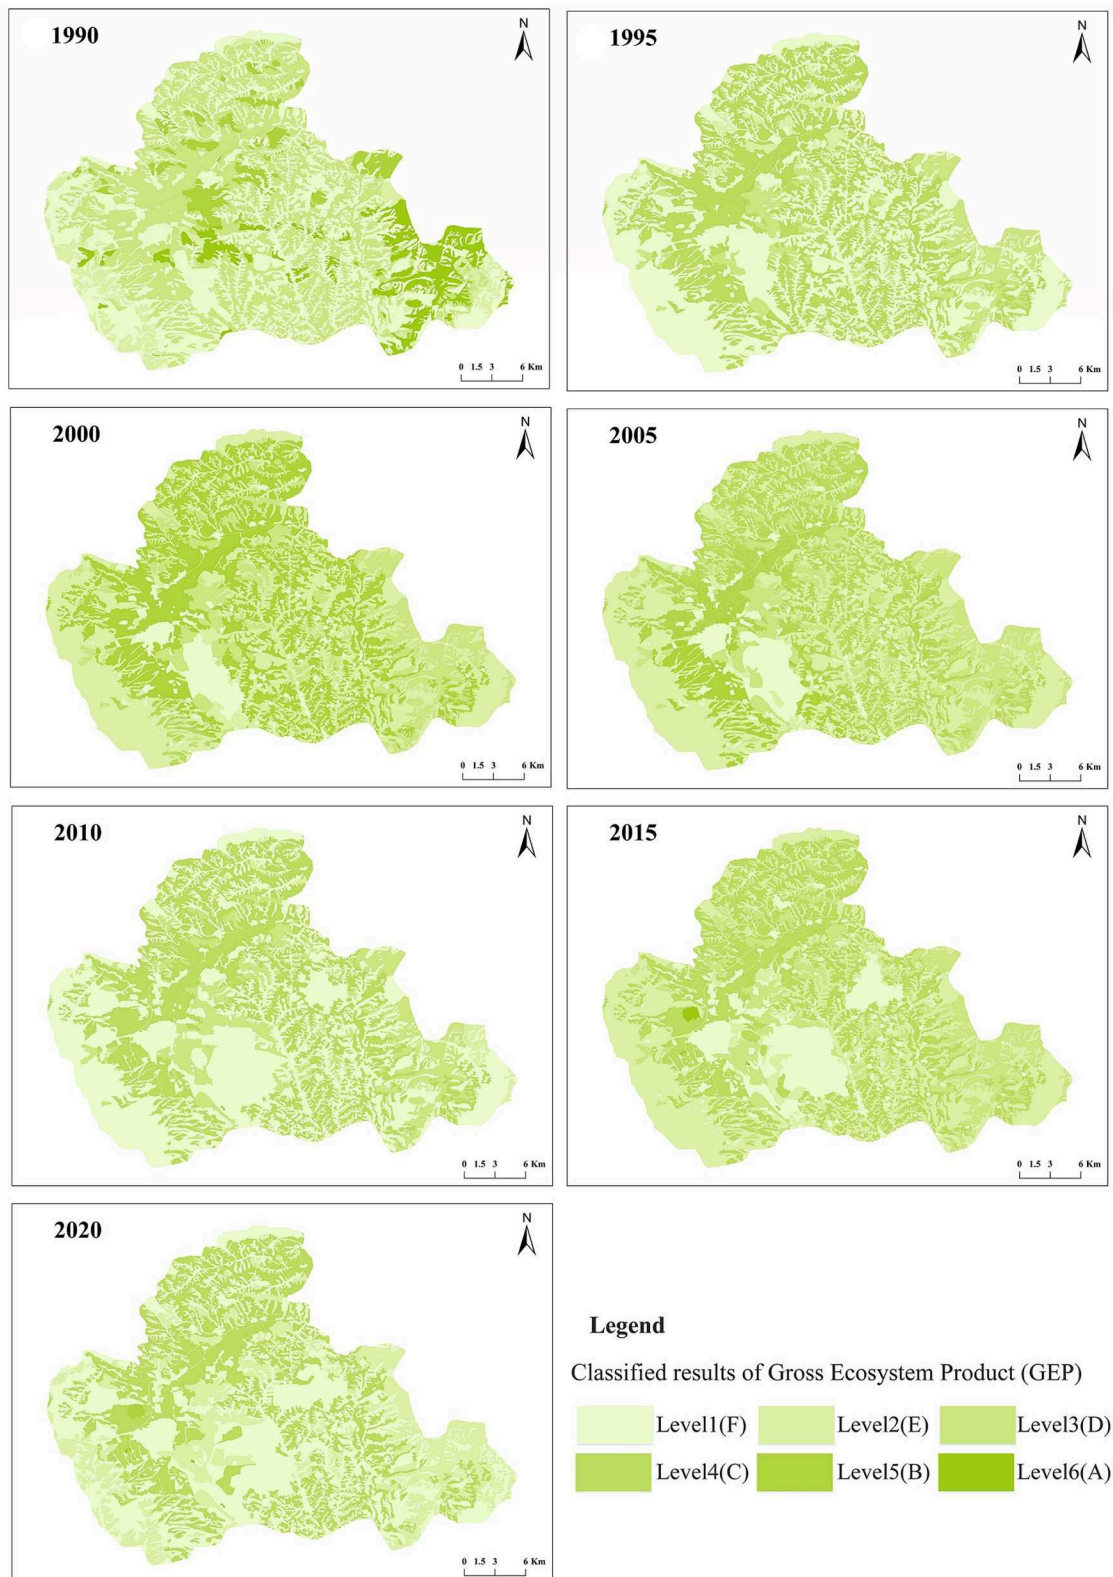 1990
N
0 1.5 3 6 Km
1995
N
0 1.5 3 6 Km
2000
N
0 1.5 3 6 Km
2005
N
0 1.5 3 6 Km
2010
N
0 1.5 3 6 Km
2015
N
0 1.5 3 6 Km
2020
N
0 1.5 3 6 Km
Legend
Classified results of Gross Ecosystem Product (GEP)
Level1(F) Level2(E) Level3(D)
Level4(C) Level5(B) Level6(A)